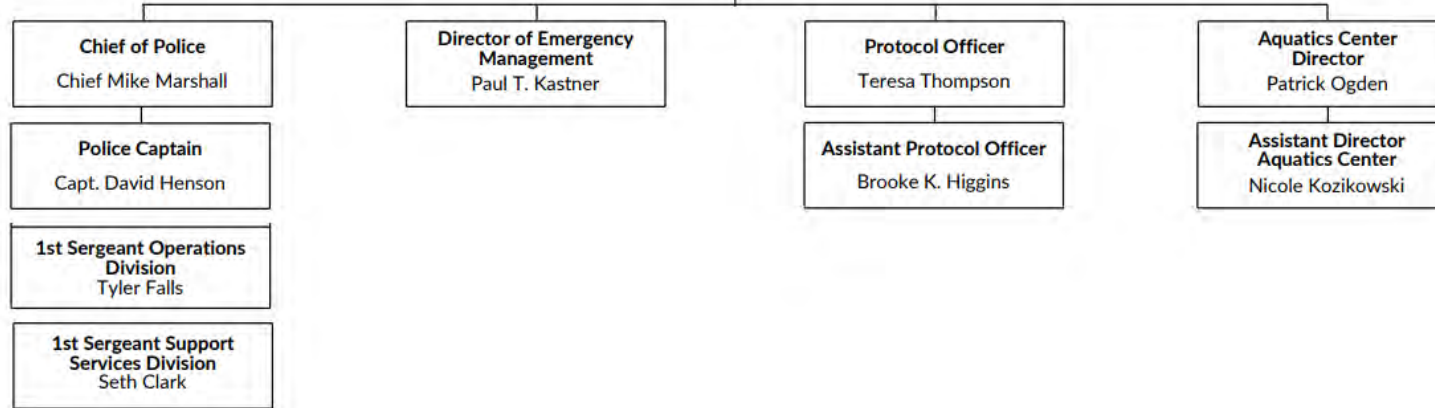 Chief of Police
Chief Mike Marshall
Director of Emergency
Management
Paul T. Kastner
Protocol Officer
Teresa Thompson
Aquatics Center
Director
Patrick Ogden
Police Captain
Capt. David Henson
Assistant Protocol Officer
Brooke K. Higgins
Assistant Director
Aquatics Center
Nicole Kozikowski
1st Sergeant Operations
Division
Tyler Falls
1st Sergeant Support
Services Division
Seth Clark